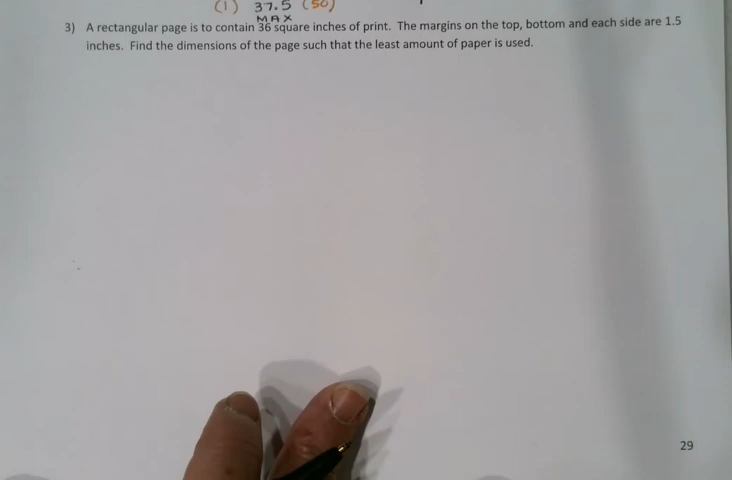 (1) 37.5 (50)
MAX
3) A rectangular page is to contain 36 square inches of print. The margins on the top, bottom and each side are 1.5
inches. Find the dimensions of the page such that the least amount of paper is used.
29